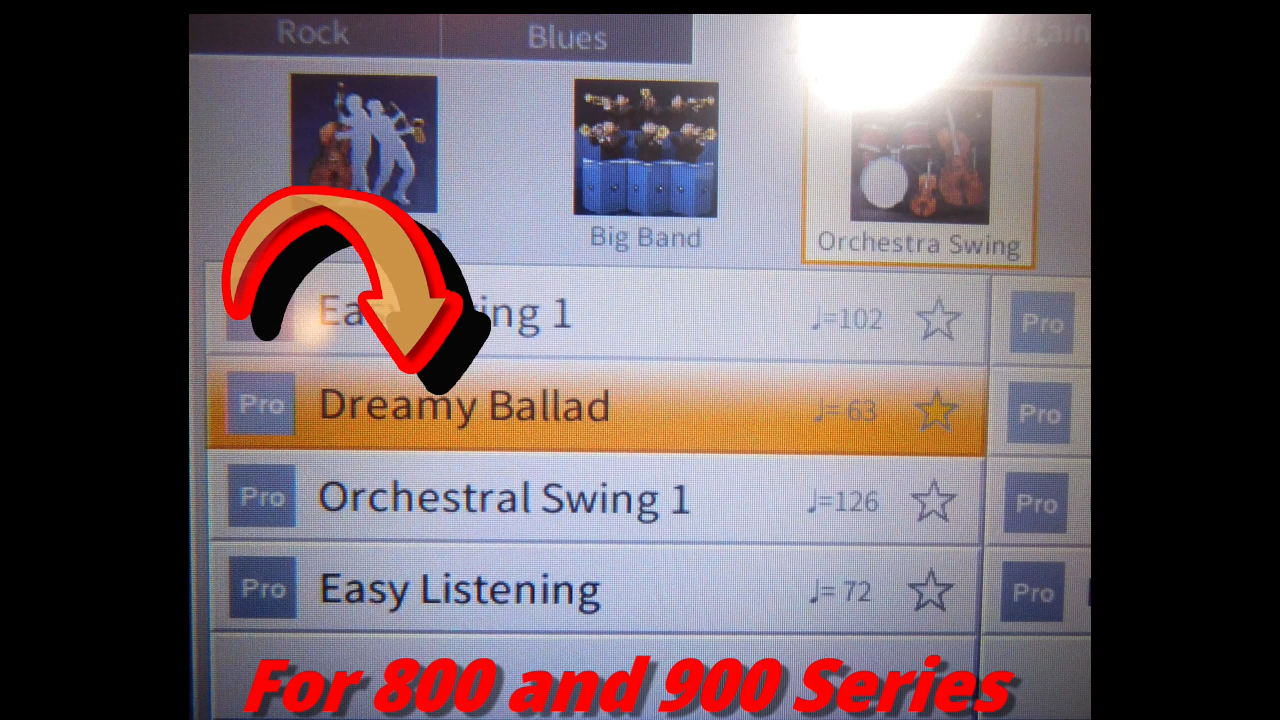 Rock Blues
Big Band Orchestra Swing
♩=102 Pro
Pro Dreamy Ballad ♩= 63 Pro
Pro Orchestral Swing 1 ♩=126 Pro
Pro Easy Listening ♩= 72 Pro
For 800 and 900 Series